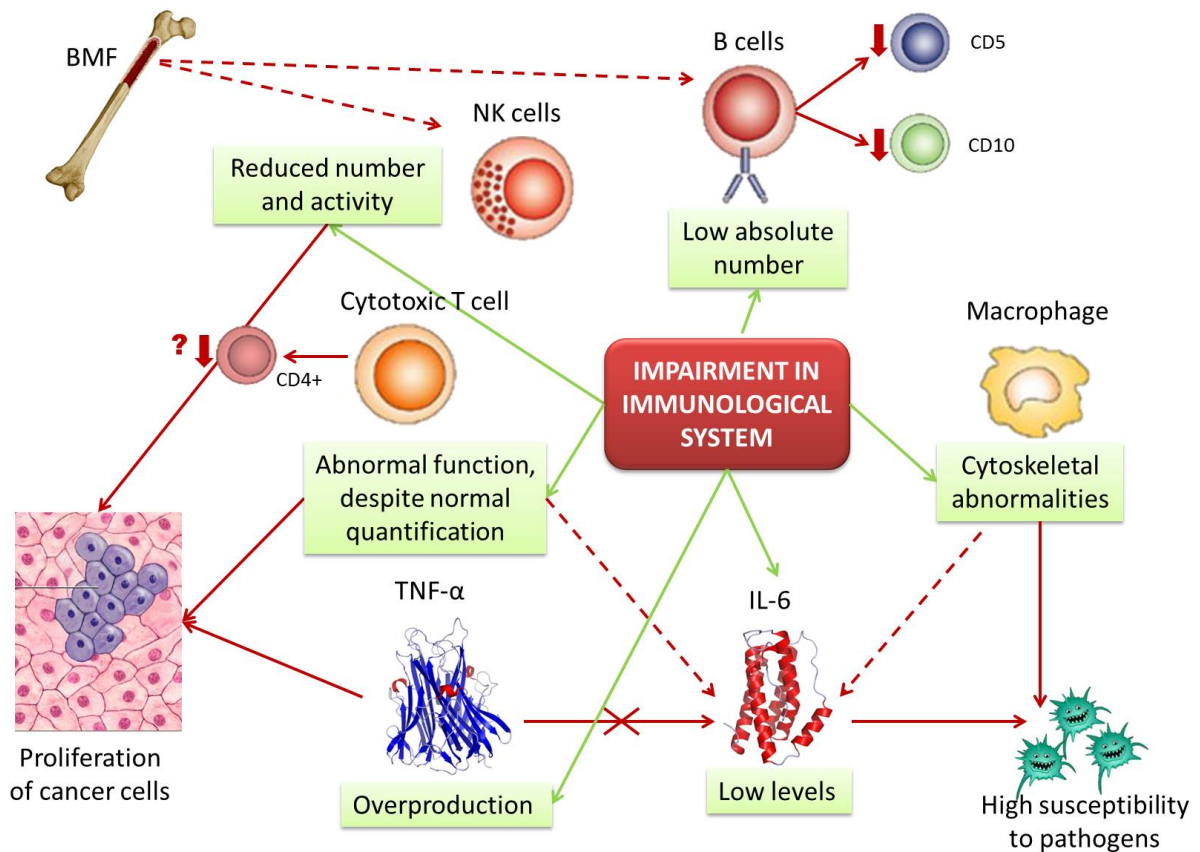 BMF
B cells
CD5
CD10
NK cells
Reduced number
and activity
Low absolute
number
Cytotoxic T cell
?
CD4+
Macrophage
IMPAIRMENT IN
IMMUNOLOGICAL
SYSTEM
Abnormal function,
despite normal
quantification
Cytoskeletal
abnormalities
TNF-α
IL-6
Proliferation
of cancer cells
Overproduction
Low levels
High susceptibility
to pathogens